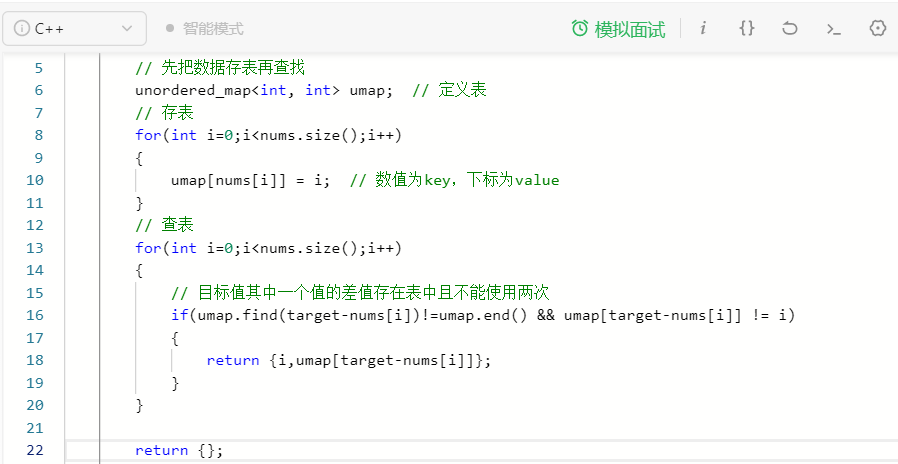 C++ 智能模式 模拟面试 i {} >_
5 // 先把数据存表再查找
6 unordered_map<int, int> umap;  // 定义表
7 // 存表
8 for(int i=0;i<nums.size();i++)
9 {
10 umap[nums[i]] = i;  // 数值为key，下标为value
11 }
12 // 查表
13 for(int i=0;i<nums.size();i++)
14 {
15 // 目标值其中一个值的差值存在表中且不能使用两次
16 if(umap.find(target-nums[i])!=umap.end() && umap[target-nums[i]] != i)
17 {
18 return {i,umap[target-nums[i]]};
19 }
20 }
21
22 return {};